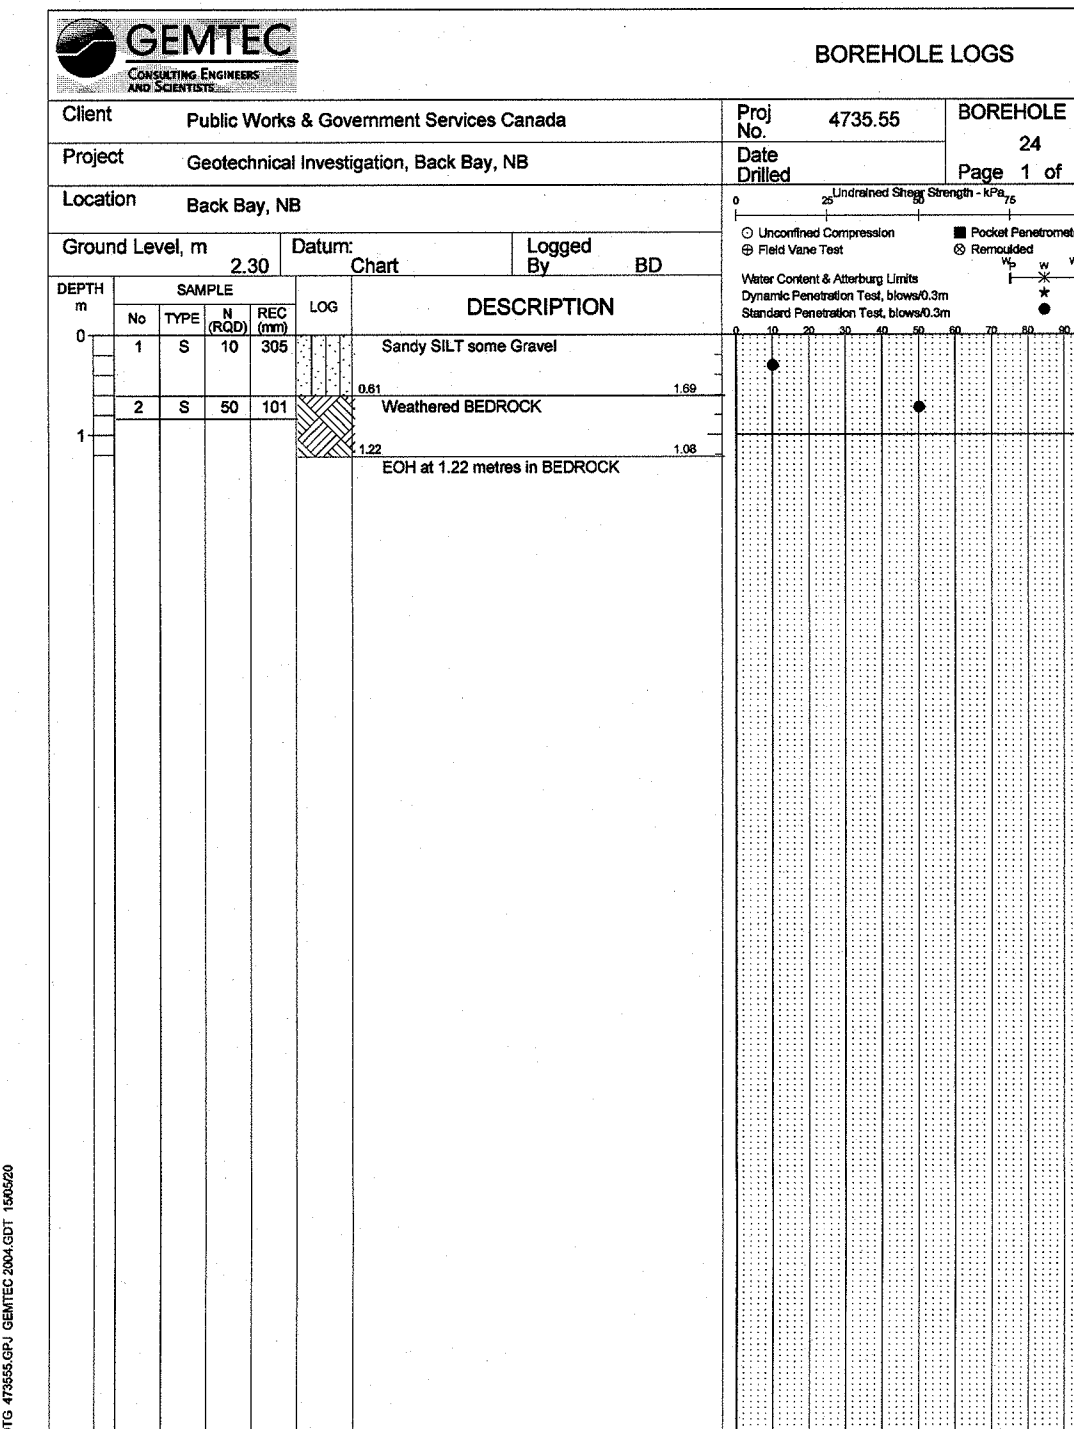 GEMTEC
CONSULTING ENGINEERS
AND SCIENTISTS
BOREHOLE LOGS
Client Public Works & Government Services Canada
Proj No. 4735.55
BOREHOLE
24
Page 1 of
Project Geotechnical Investigation, Back Bay, NB
Date Drilled
Location Back Bay, NB
Undrained Shear Strength - kPa
0 25 50 75
Unconfined Compression Pocket Penetromet
Field Vane Test Remoulded
Ground Level, m 2.30
Datum: Chart
Logged By BD
Wp W W
Water Content & Atterburg Limits
Dynamic Penetration Test, blows/0.3m ★
Standard Penetration Test, blows/0.3m ●
DEPTH m
SAMPLE
No TYPE N (RQD) REC (mm)
LOG
DESCRIPTION
0 10 20 30 40 50 60 70 80 90
0
1 S 10 305 Sandy SILT some Gravel
0.61 1.69
2 S 50 101 Weathered BEDROCK
1
1.22 1.08
EOH at 1.22 metres in BEDROCK
473555.GPJ GEMTEC 2004.GDT 15/05/20